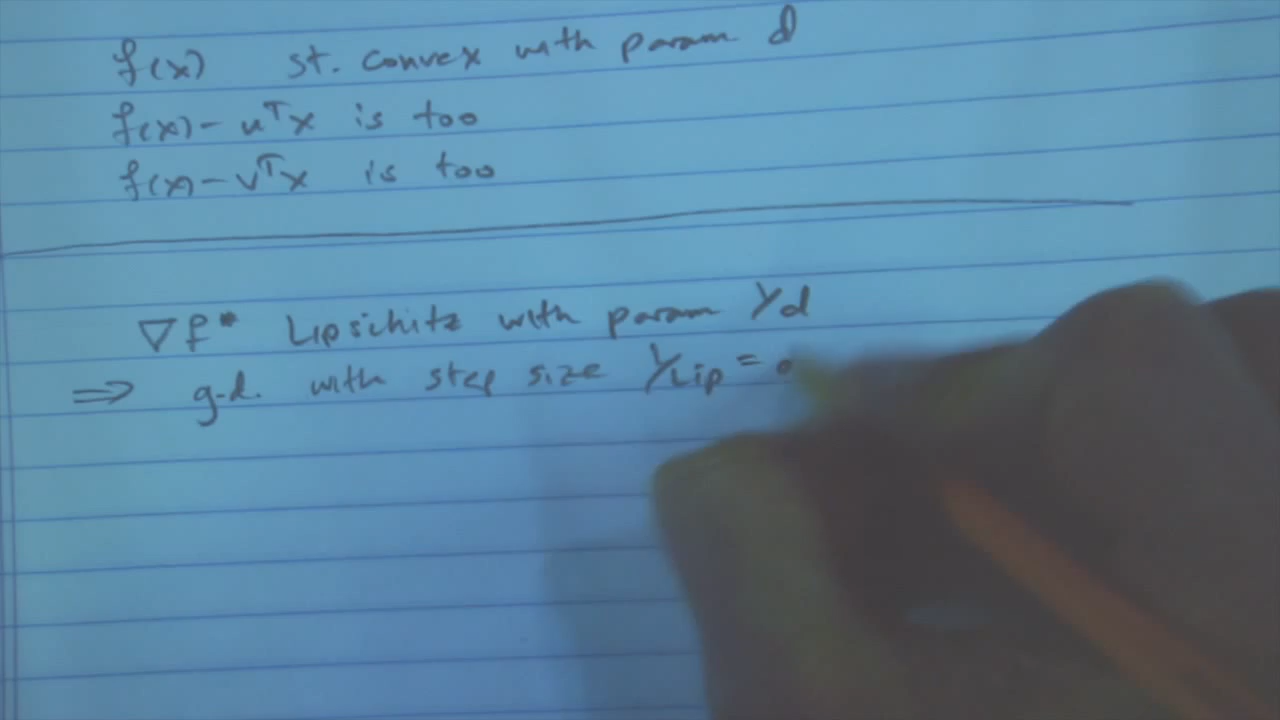 f(x) st. convex with param d
f(x) - uᵀx is too
f(x) - vᵀx is too
∇f* Lipschitz with param 1/d
⇒ g.d. with step size 1/Lip =